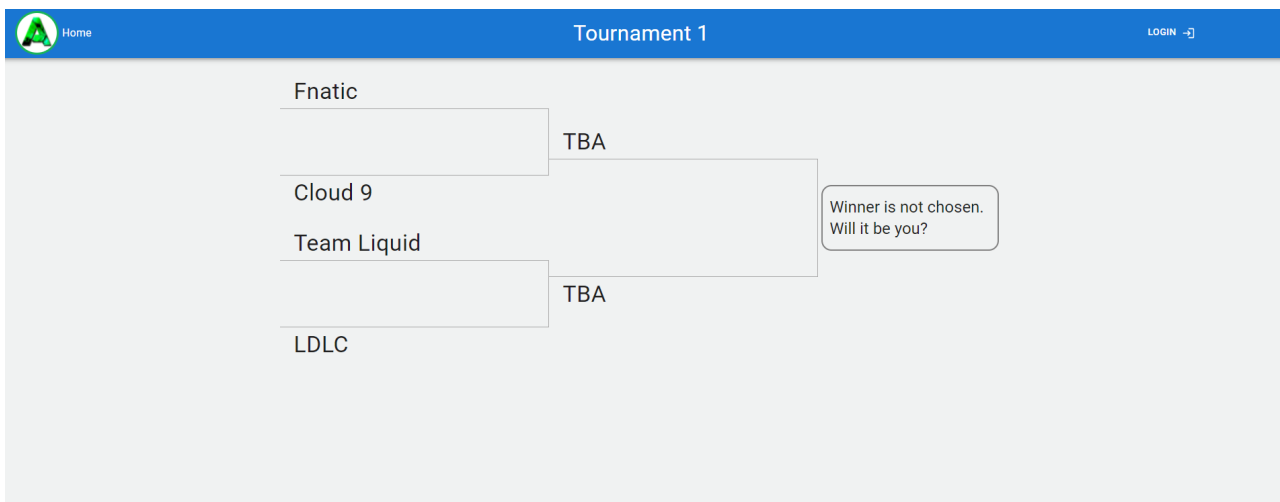 Home
Tournament 1
LOGIN
Fnatic
TBA
Cloud 9
Winner is not chosen.
Will it be you?
Team Liquid
TBA
LDLC